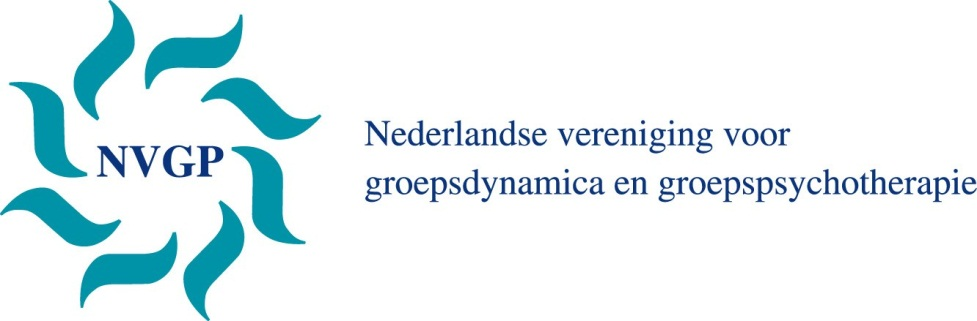 NVGP
Nederlandse vereniging voor
groepsdynamica en groepspsychotherapie